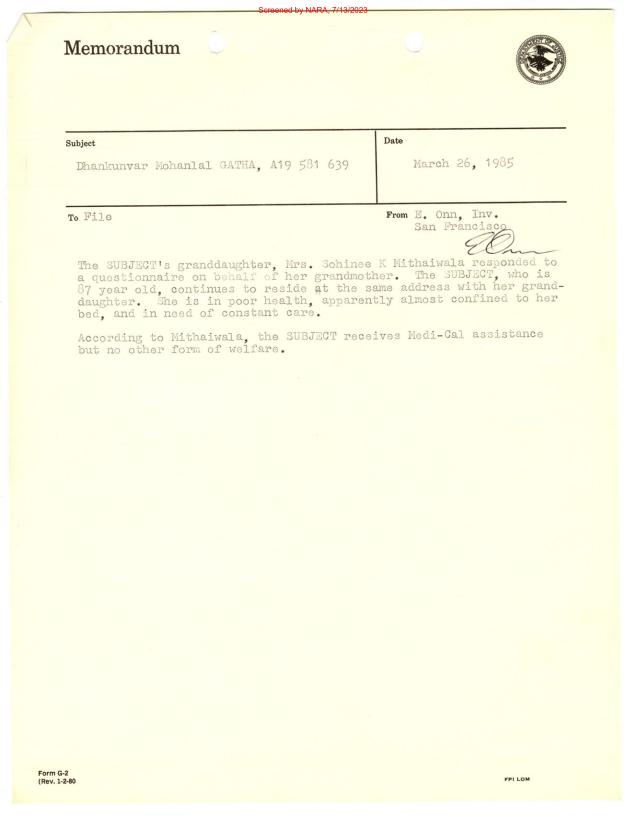 Screened by NARA, 7/13/2023
Memorandum
Subject
Date
Dhankunvar Mohanlal GATHA, A19 581 639
March 26, 1985
To File
From E. Onn, Inv.
San Francisco
EOnn
The SUBJECT's granddaughter, Mrs. Sohinee K Mithaiwala responded to
a questionnaire on behalf of her grandmother. The SUBJECT, who is
87 year old, continues to reside at the same address with her grand-
daughter. She is in poor health, apparently almost confined to her
bed, and in need of constant care.
According to Mithaiwala, the SUBJECT receives Medi-Cal assistance
but no other form of welfare.
Form G-2
(Rev. 1-2-80
FPI LOM